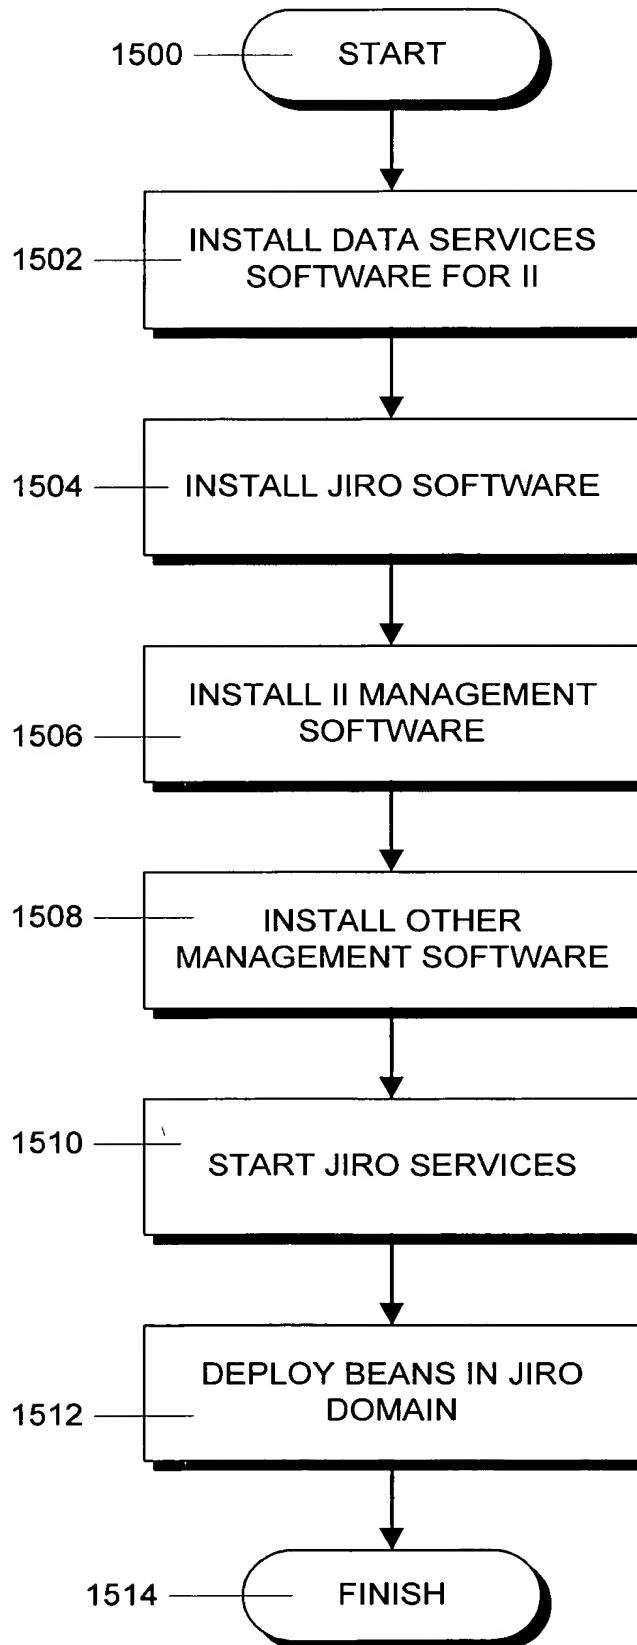 1500
START
1502
INSTALL DATA SERVICES
SOFTWARE FOR II
1504
INSTALL JIRO SOFTWARE
1506
INSTALL II MANAGEMENT
SOFTWARE
1508
INSTALL OTHER
MANAGEMENT SOFTWARE
1510
START JIRO SERVICES
1512
DEPLOY BEANS IN JIRO
DOMAIN
1514
FINISH